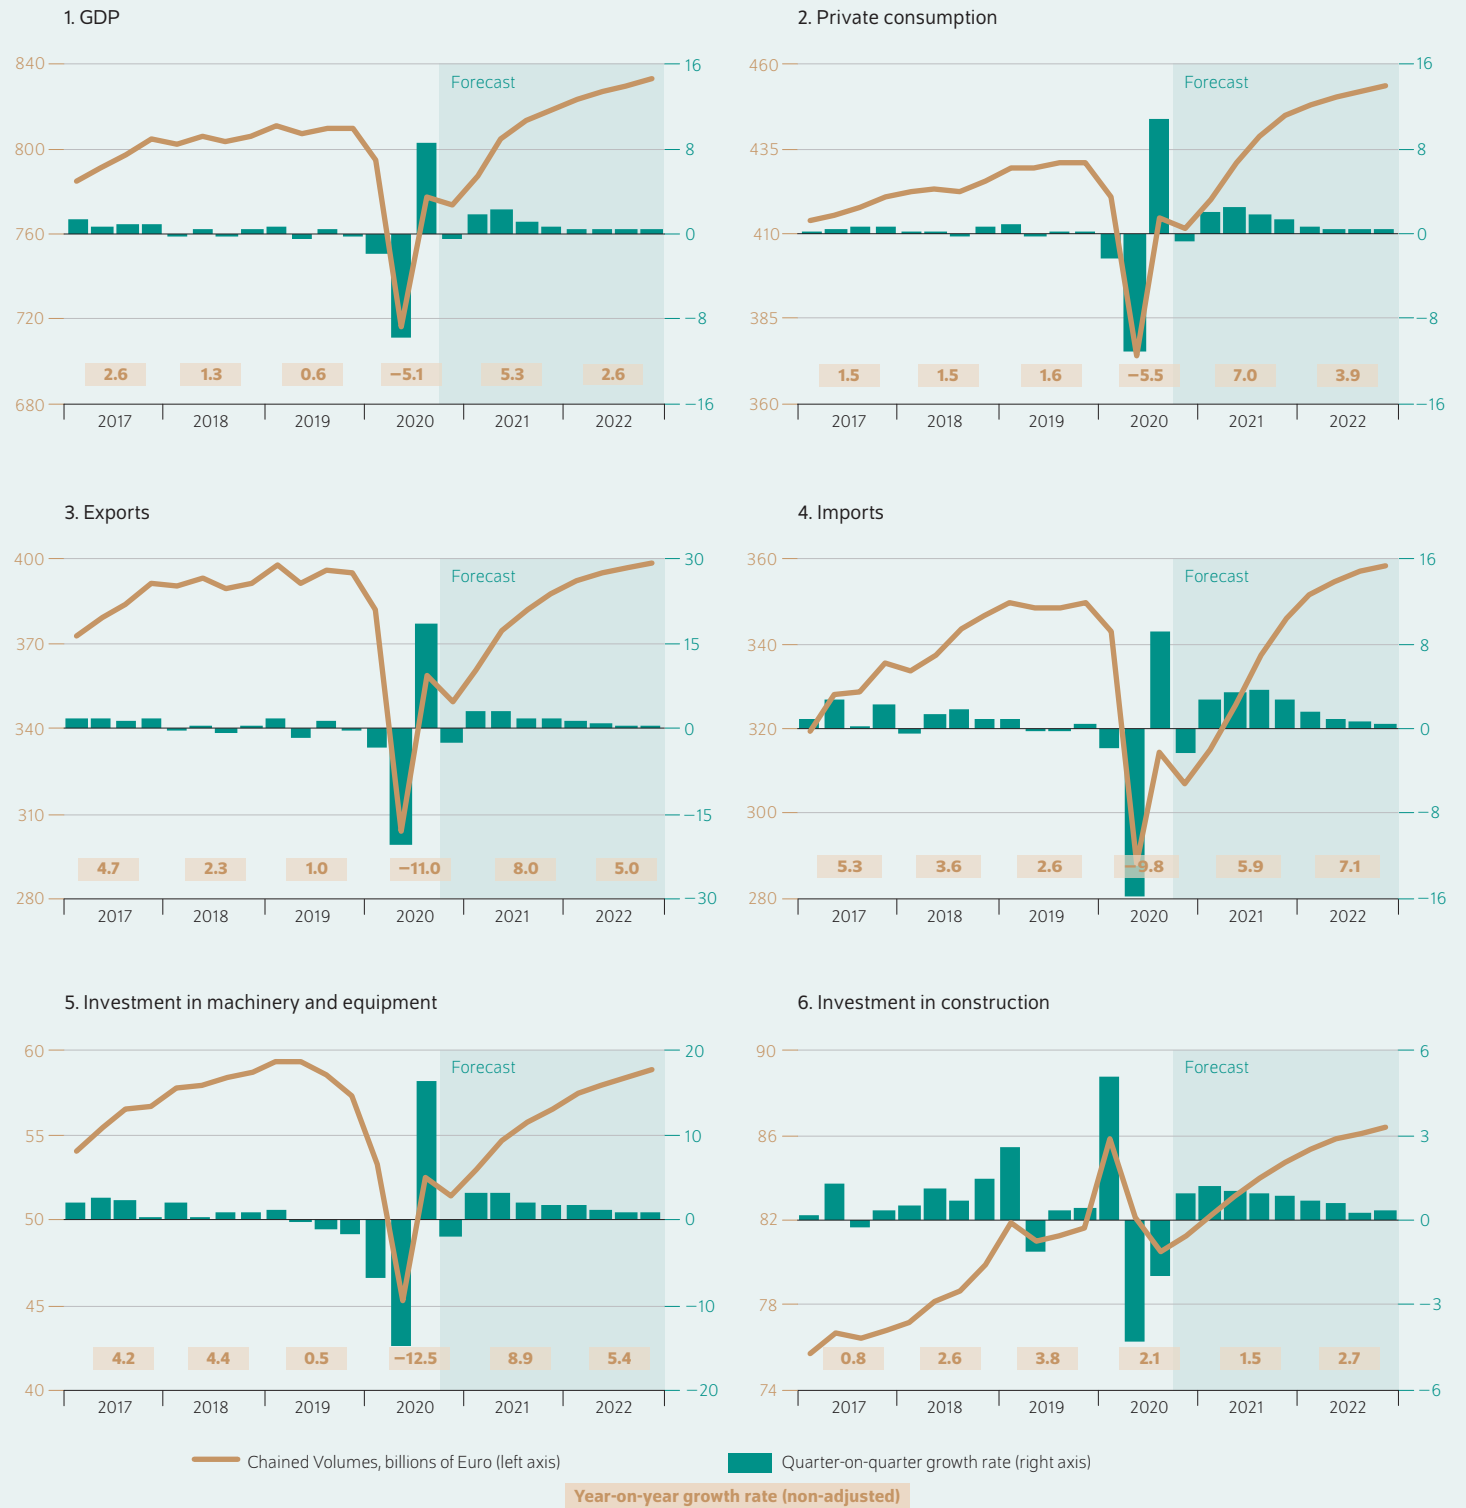 1. GDP
840
800
760
720
680
16
8
0
−8
−16
Forecast
2.6 1.3 0.6 −5.1 5.3 2.6
2017 2018 2019 2020 2021 2022
2. Private consumption
460
435
410
385
360
16
8
0
−8
−16
Forecast
1.5 1.5 1.6 −5.5 7.0 3.9
2017 2018 2019 2020 2021 2022
3. Exports
400
370
340
310
280
30
15
0
−15
−30
Forecast
4.7 2.3 1.0 −11.0 8.0 5.0
2017 2018 2019 2020 2021 2022
4. Imports
360
340
320
300
280
16
8
0
−8
−16
Forecast
5.3 3.6 2.6 −9.8 5.9 7.1
2017 2018 2019 2020 2021 2022
5. Investment in machinery and equipment
60
55
50
45
40
20
10
0
−10
−20
Forecast
4.2 4.4 0.5 −12.5 8.9 5.4
2017 2018 2019 2020 2021 2022
6. Investment in construction
90
86
82
78
74
6
3
0
−3
−6
Forecast
0.8 2.6 3.8 2.1 1.5 2.7
2017 2018 2019 2020 2021 2022
Chained Volumes, billions of Euro (left axis)
Quarter-on-quarter growth rate (right axis)
Year-on-year growth rate (non-adjusted)